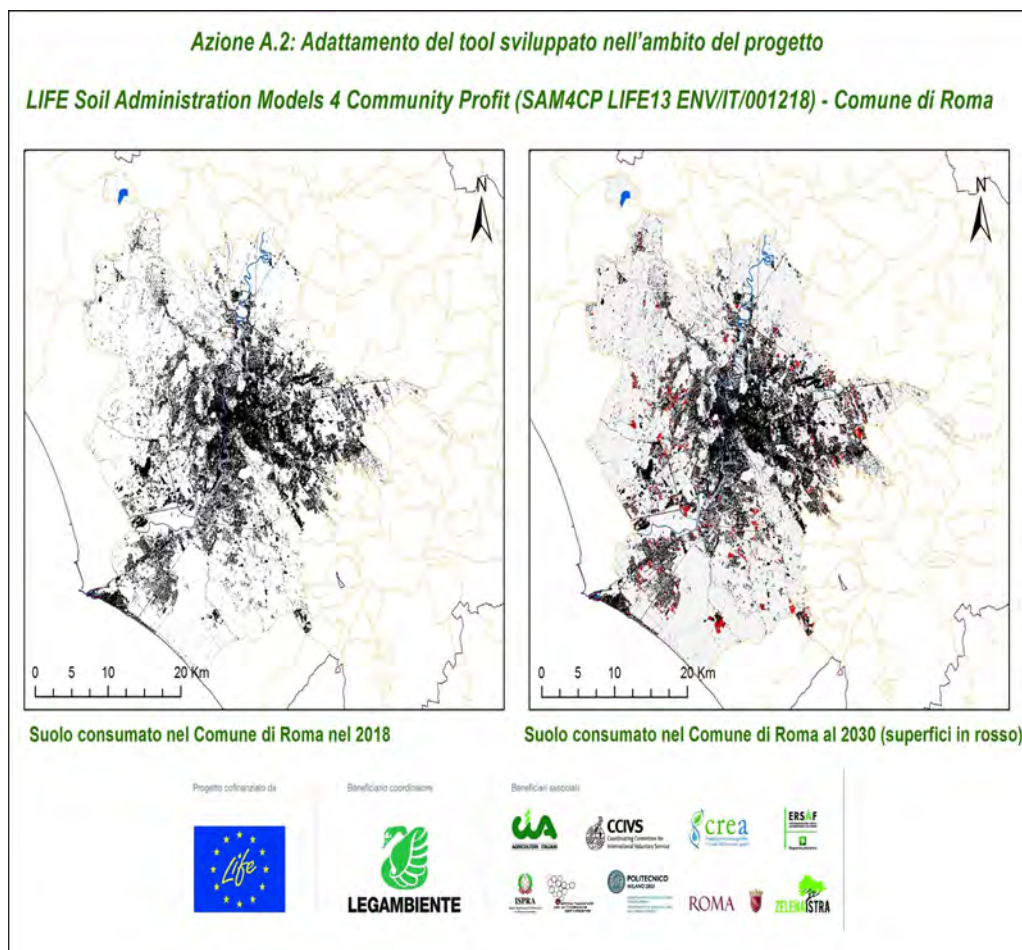 Azione A.2: Adattamento del tool sviluppato nell'ambito del progetto
LIFE Soil Administration Models 4 Community Profit (SAM4CP LIFE13 ENV/IT/001218) - Comune di Roma
N
N
0 5 10 20 Km
0 5 10 20 Km
Suolo consumato nel Comune di Roma nel 2018
Suolo consumato nel Comune di Roma al 2030 (superfici in rosso)
Progetto cofinanziato da
Beneficiario coordinatore
Beneficiari associati
Life
LEGAMBIENTE
CIA
AGRICOLTORI ITALIANI
CCIVS
Coordinating Committee for
International Voluntary Service
crea
ERSAF
ISPRA
POLITECNICO
MILANO 1863
ROMA
ZELENA
ISTRA